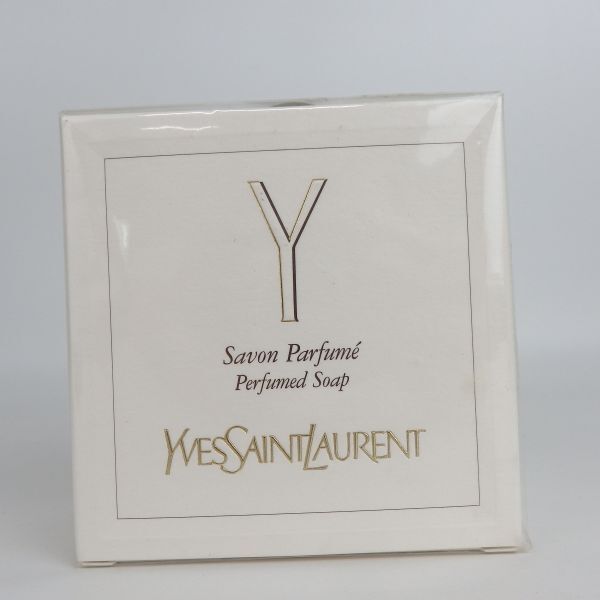 Y
Savon Parfumé
Perfumed Soap
YVESSAINTLAURENT